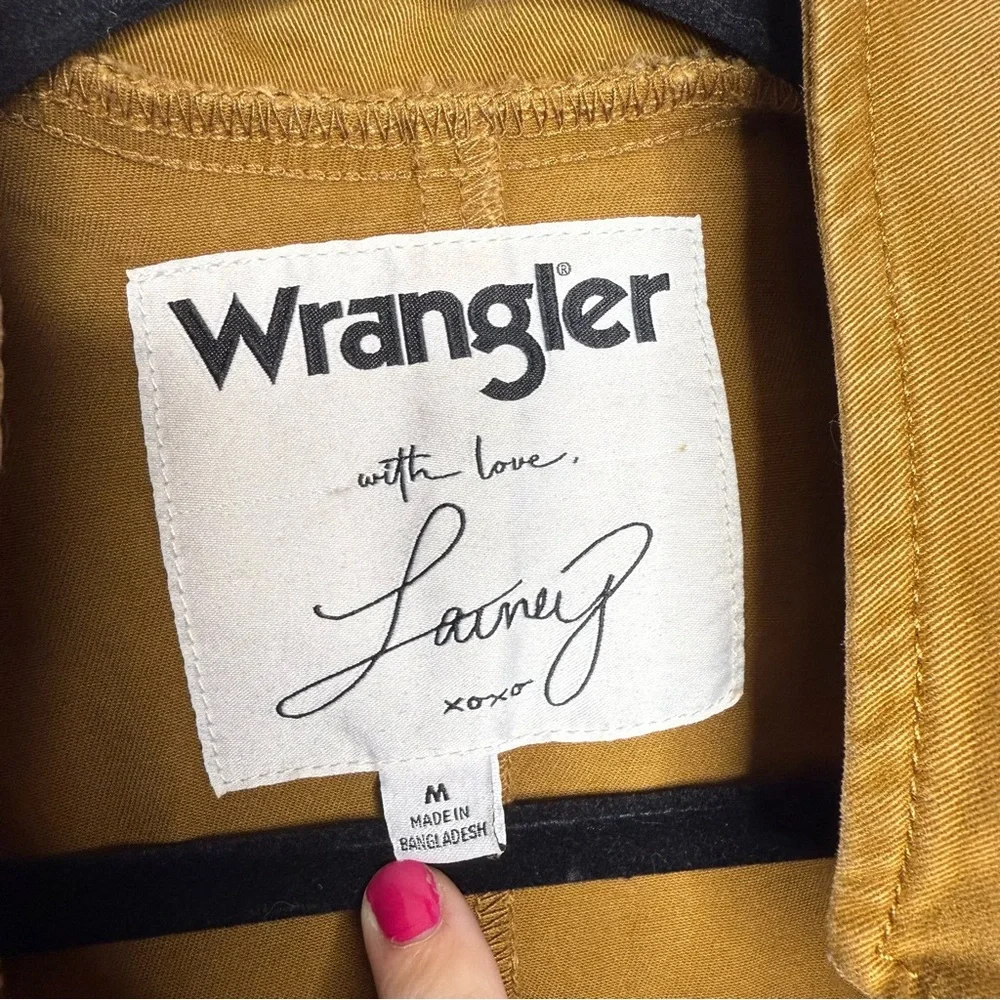 Wrangler®
with love,
Lainey
xoxo
M
MADE IN
BANGLADESH